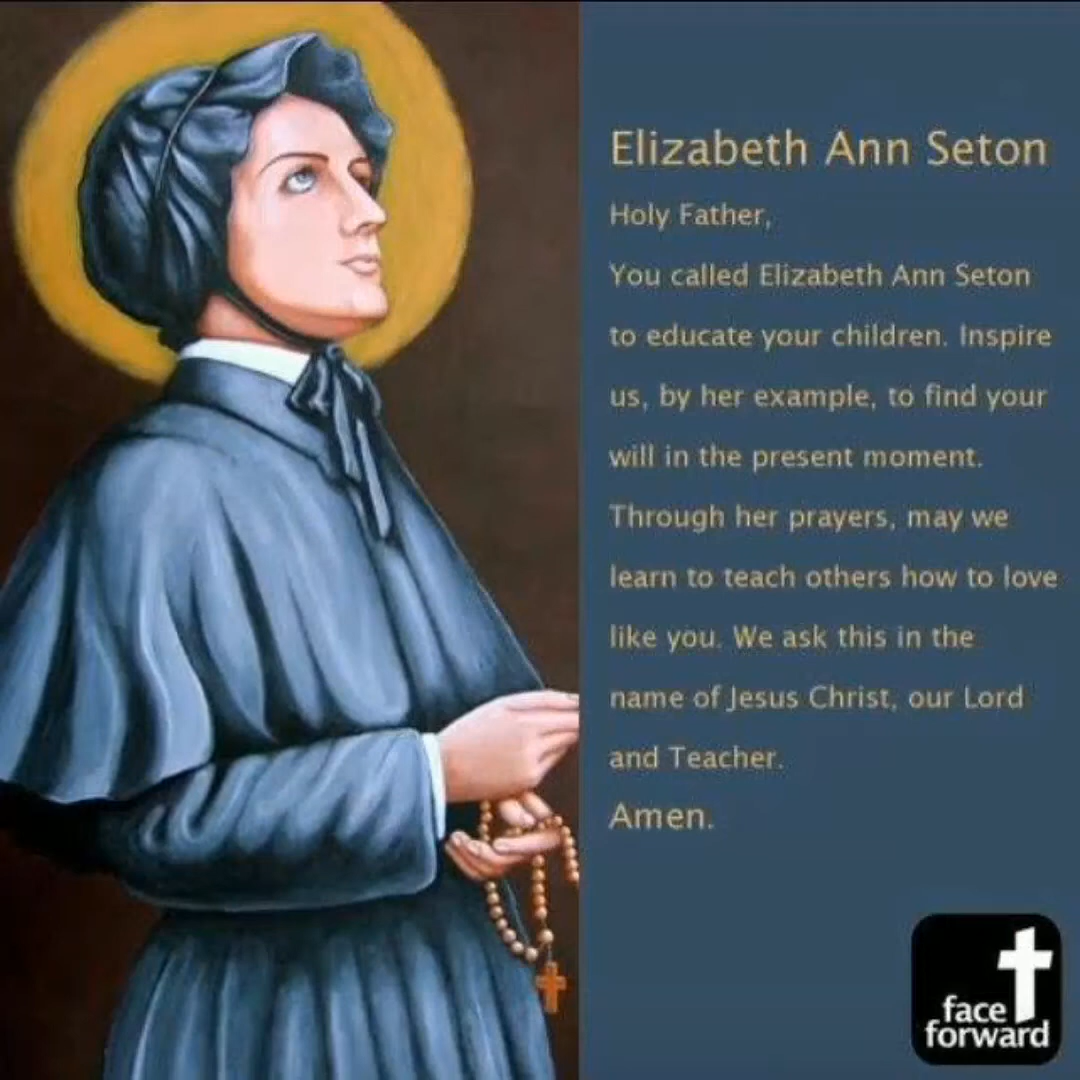 Elizabeth Ann Seton
Holy Father,
You called Elizabeth Ann Seton
to educate your children. Inspire
us, by her example, to find your
will in the present moment.
Through her prayers, may we
learn to teach others how to love
like you. We ask this in the
name of Jesus Christ, our Lord
and Teacher.
Amen.
face
forward